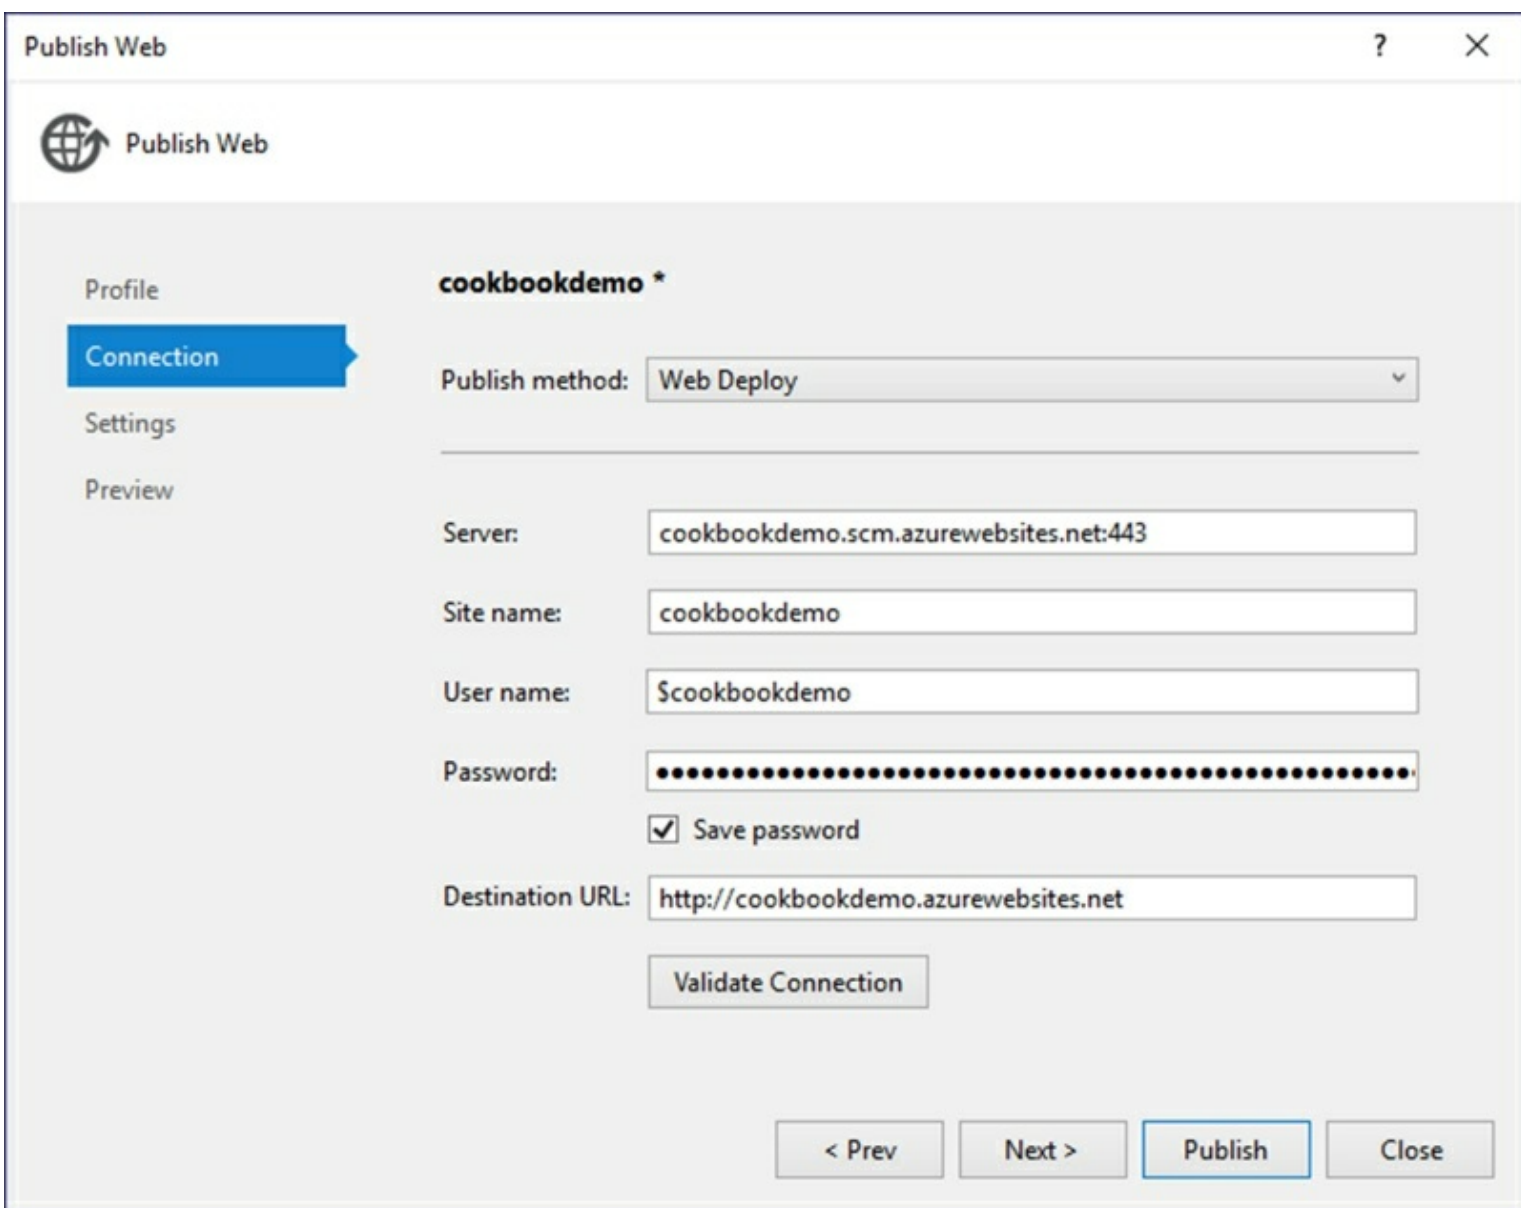 Publish Web
?
Publish Web
Profile
Connection
Settings
Preview
cookbookdemo *
Publish method: Web Deploy
Server: cookbookdemo.scm.azurewebsites.net:443
Site name: cookbookdemo
User name: $cookbookdemo
Password: ••••••••••••••••••••••••••••••••••••••••••••••••••
Save password
Destination URL: http://cookbookdemo.azurewebsites.net
Validate Connection
< Prev Next > Publish Close